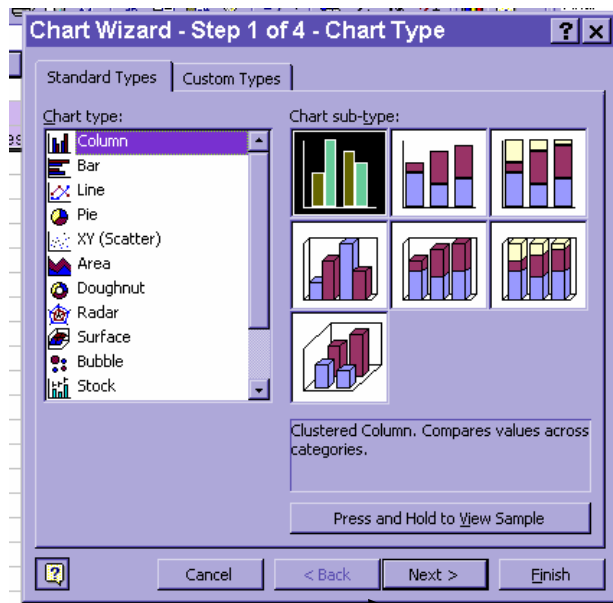 Chart Wizard - Step 1 of 4 - Chart Type
? x
Standard Types
Custom Types
Chart type:
Chart sub-type:
Column
Bar
Line
Pie
XY (Scatter)
Area
Doughnut
Radar
Surface
Bubble
Stock
Clustered Column. Compares values across
categories.
Press and Hold to View Sample
?
Cancel
< Back
Next >
Finish